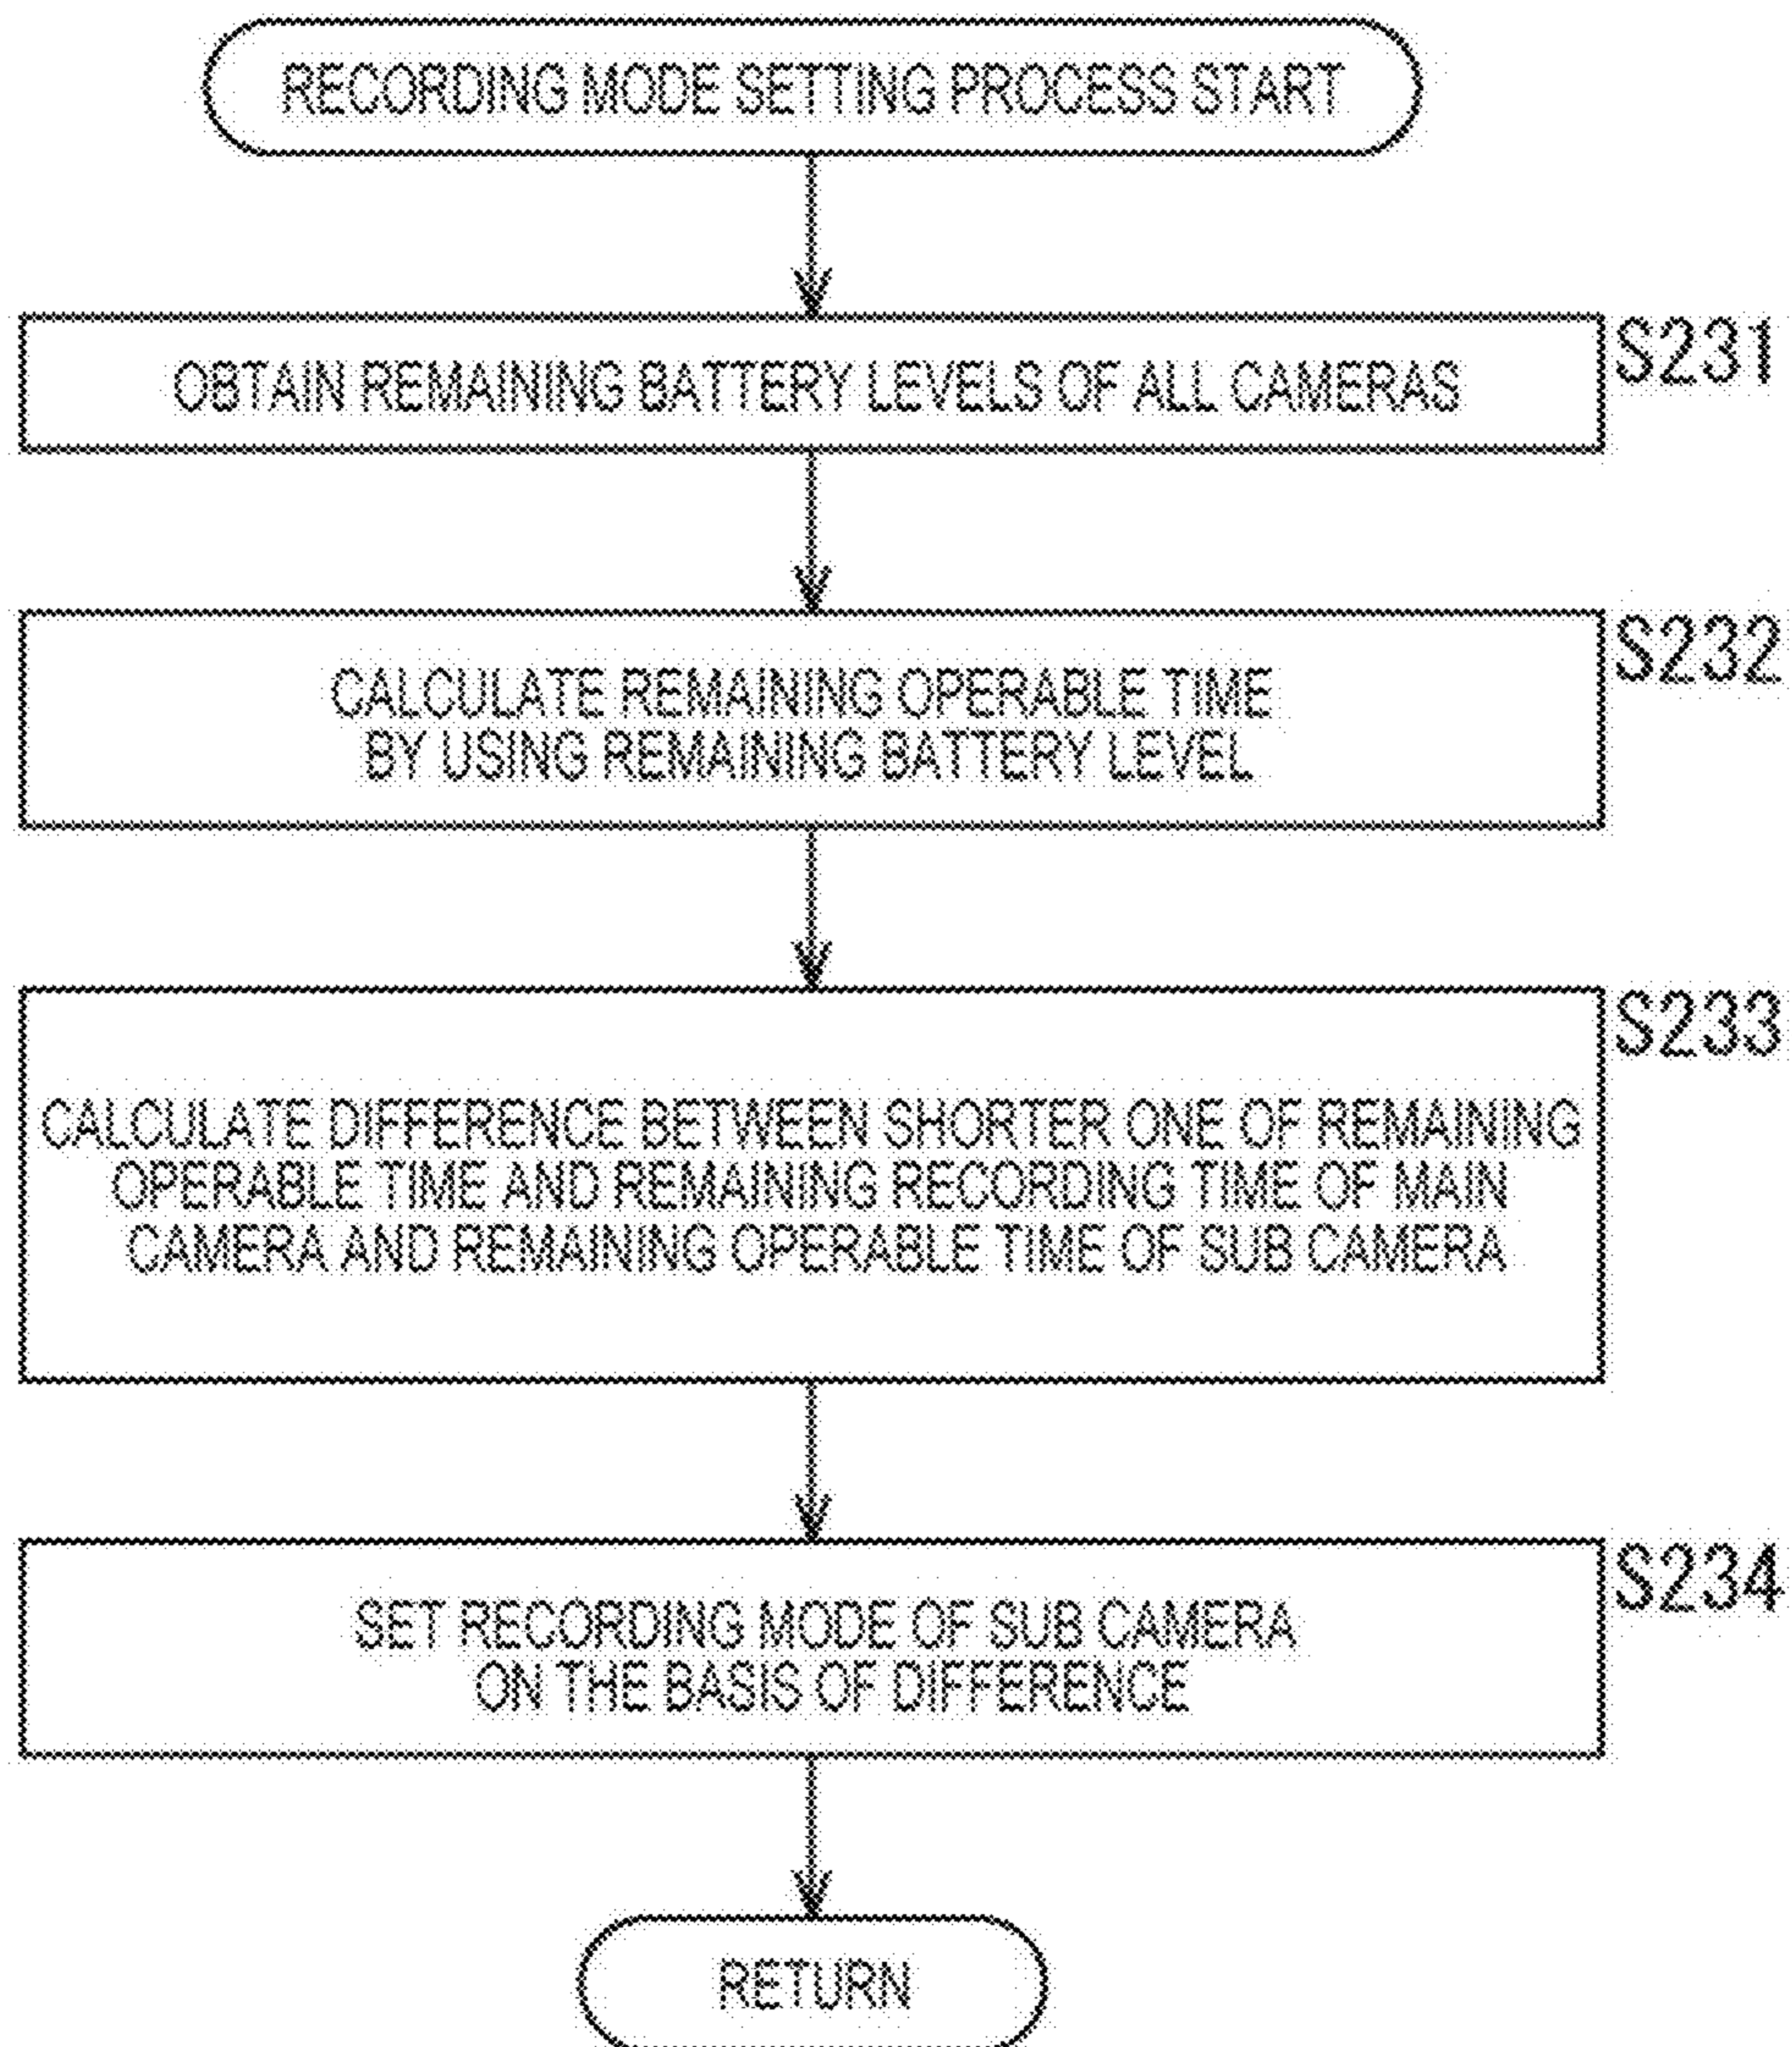 RECORDING MODE SETTING PROCESS START
OBTAIN REMAINING BATTERY LEVELS OF ALL CAMERAS
S231
CALCULATE REMAINING OPERABLE TIME
BY USING REMAINING BATTERY LEVEL
S232
CALCULATE DIFFERENCE BETWEEN SHORTER ONE OF REMAINING
OPERABLE TIME AND REMAINING RECORDING TIME OF MAIN
CAMERA AND REMAINING OPERABLE TIME OF SUB CAMERA
S233
SET RECORDING MODE OF SUB CAMERA
ON THE BASIS OF DIFFERENCE
S234
RETURN